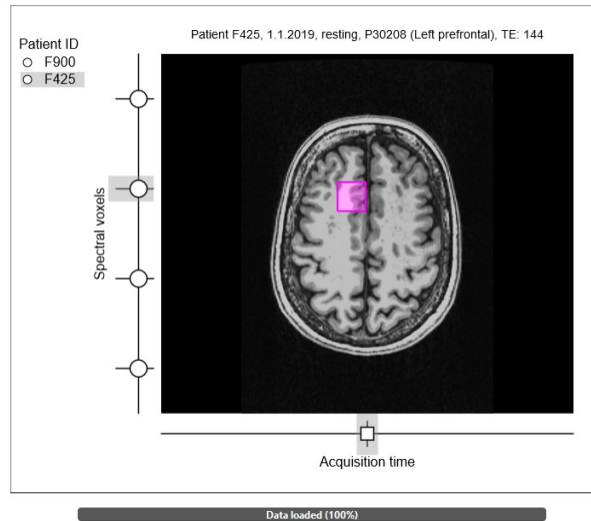 Patient F425, 1.1.2019, resting, P30208 (Left prefrontal), TE: 144
Patient ID
F900
F425
Spectral voxels
Acquisition time
Data loaded (100%)